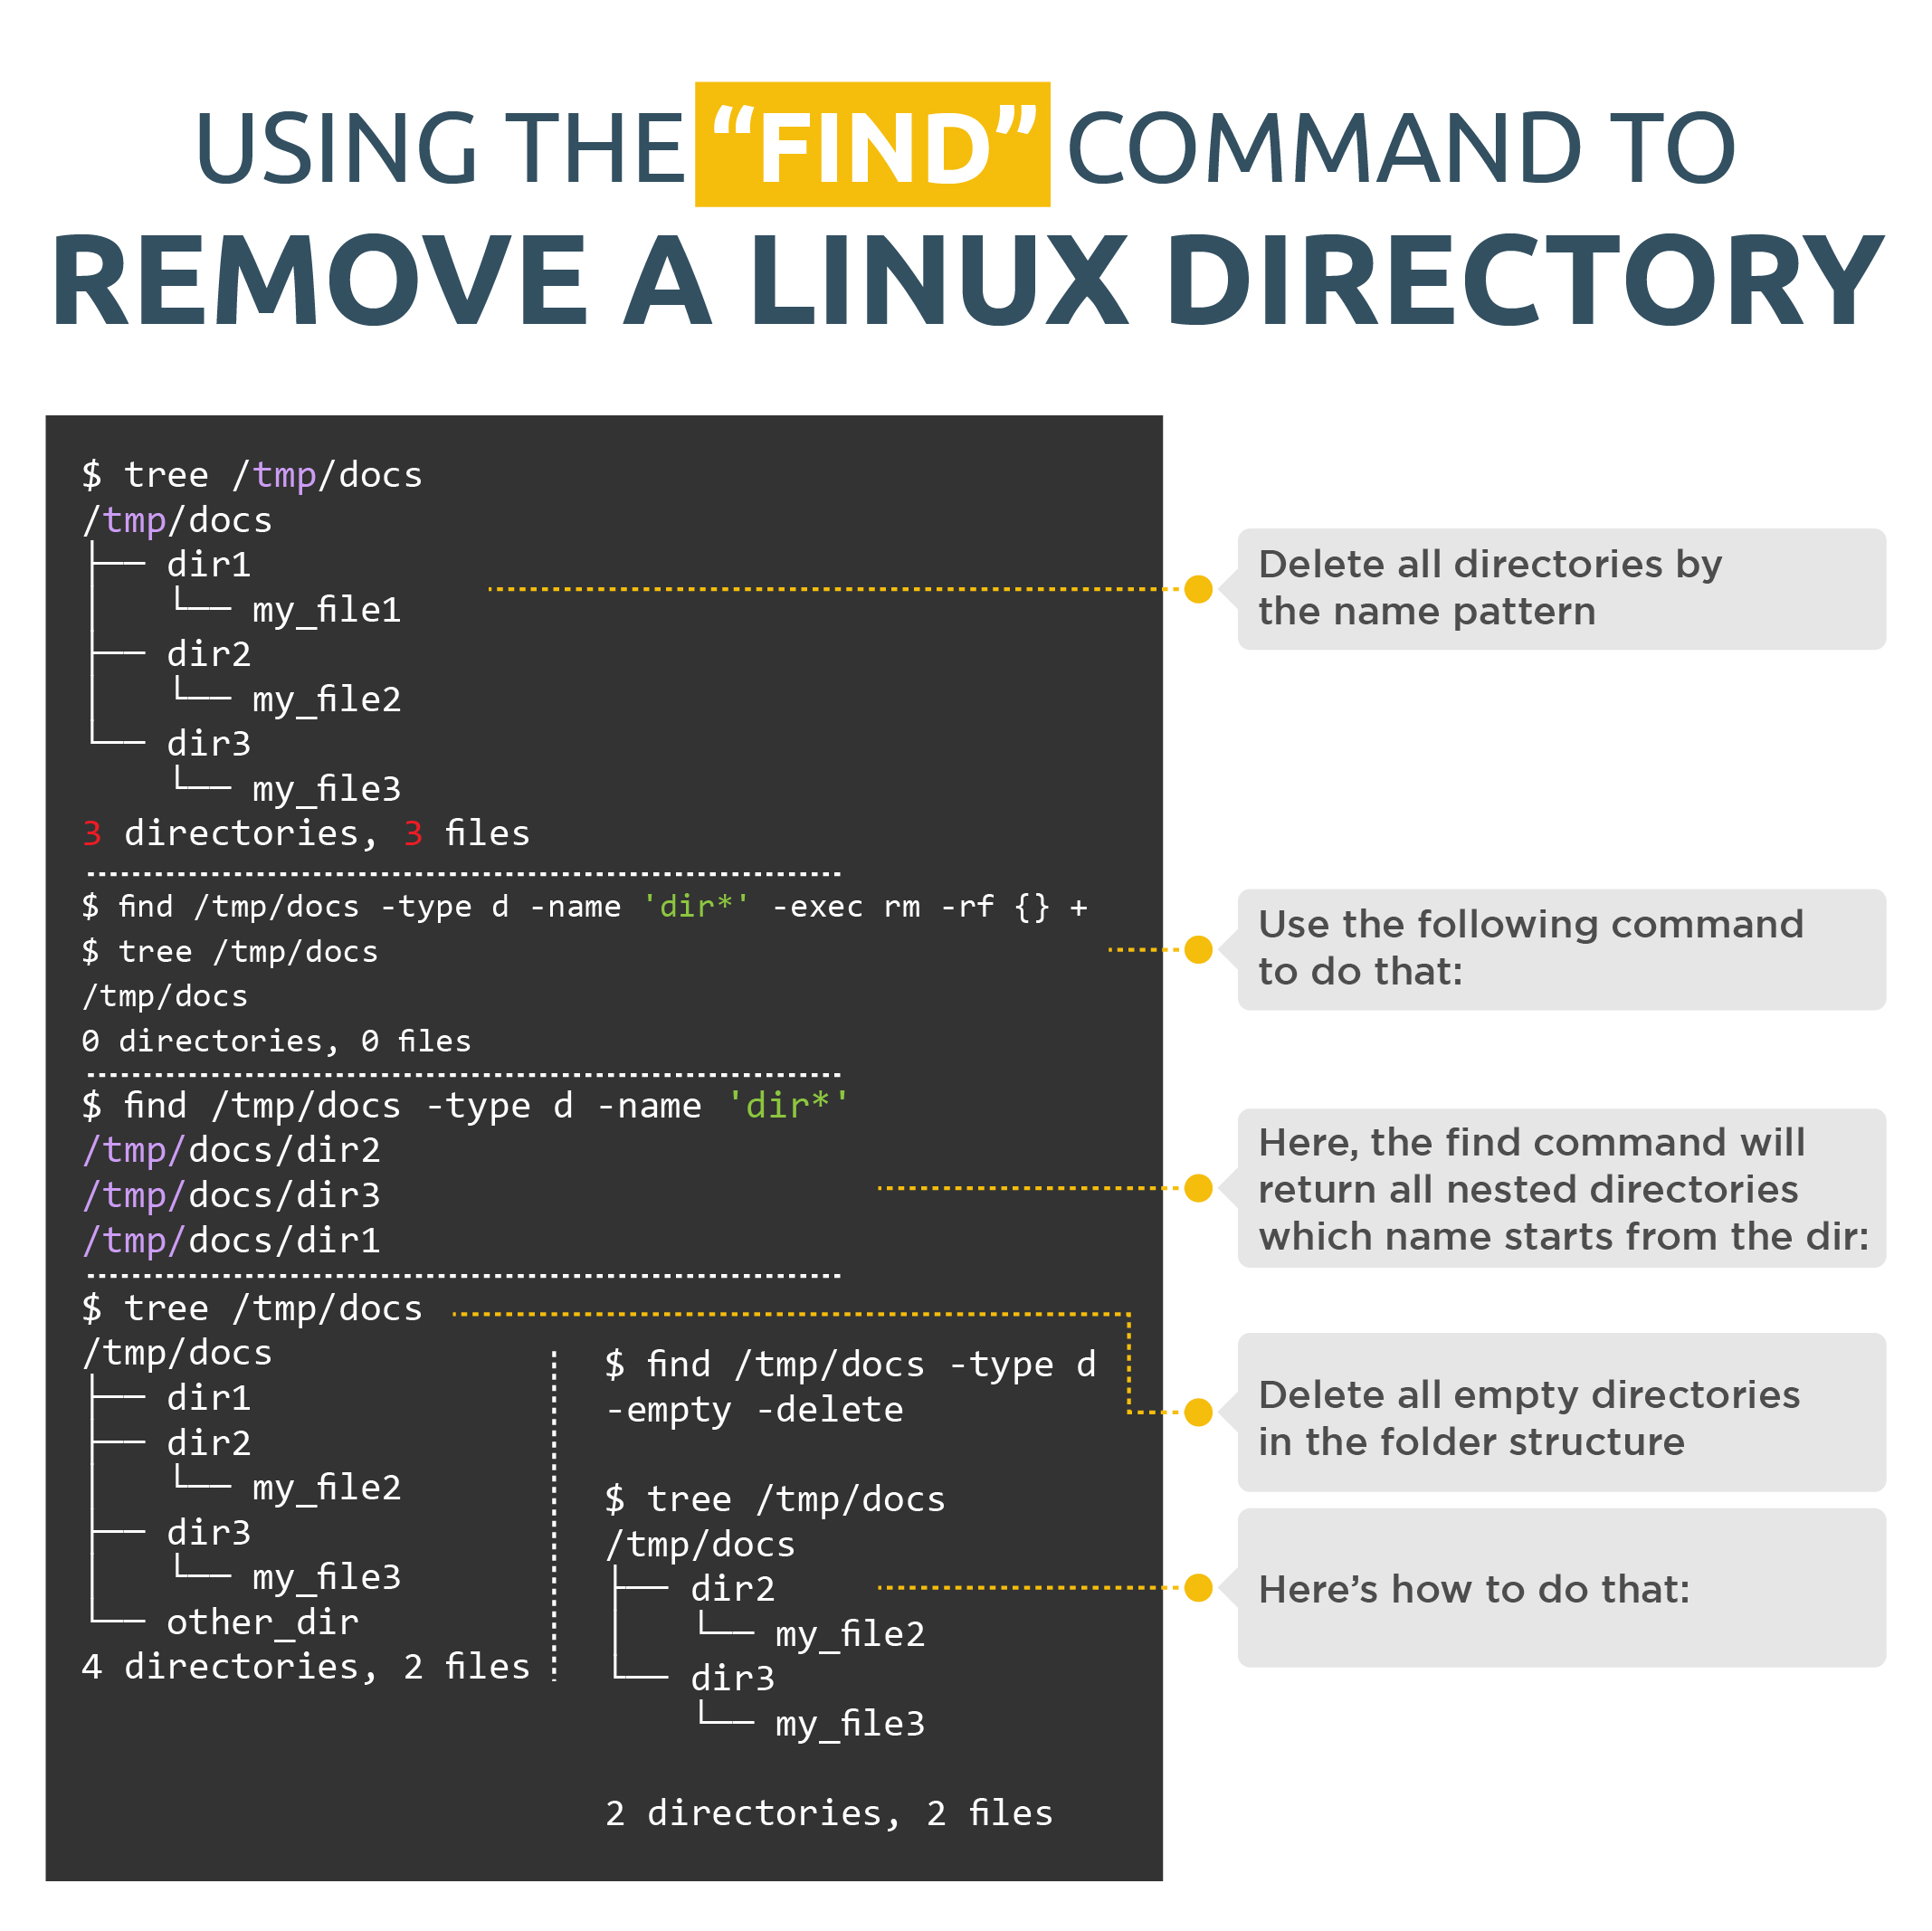 USING THE “FIND” COMMAND TO
REMOVE A LINUX DIRECTORY
$ tree /tmp/docs
/tmp/docs
├── dir1
│   └── my_file1
├── dir2
│   └── my_file2
└── dir3
    └── my_file3
3 directories, 3 files
Delete all directories by
the name pattern
$ find /tmp/docs -type d -name 'dir*' -exec rm -rf {} +
$ tree /tmp/docs
/tmp/docs
0 directories, 0 files
Use the following command
to do that:
$ find /tmp/docs -type d -name 'dir*'
/tmp/docs/dir2
/tmp/docs/dir3
/tmp/docs/dir1
Here, the find command will
return all nested directories
which name starts from the dir:
$ tree /tmp/docs
/tmp/docs
├── dir1
├── dir2
│   └── my_file2
├── dir3
│   └── my_file3
└── other_dir
4 directories, 2 files
Delete all empty directories
in the folder structure
$ find /tmp/docs -type d
-empty -delete
$ tree /tmp/docs
/tmp/docs
├── dir2
│   └── my_file2
└── dir3
    └── my_file3
2 directories, 2 files
Here’s how to do that: